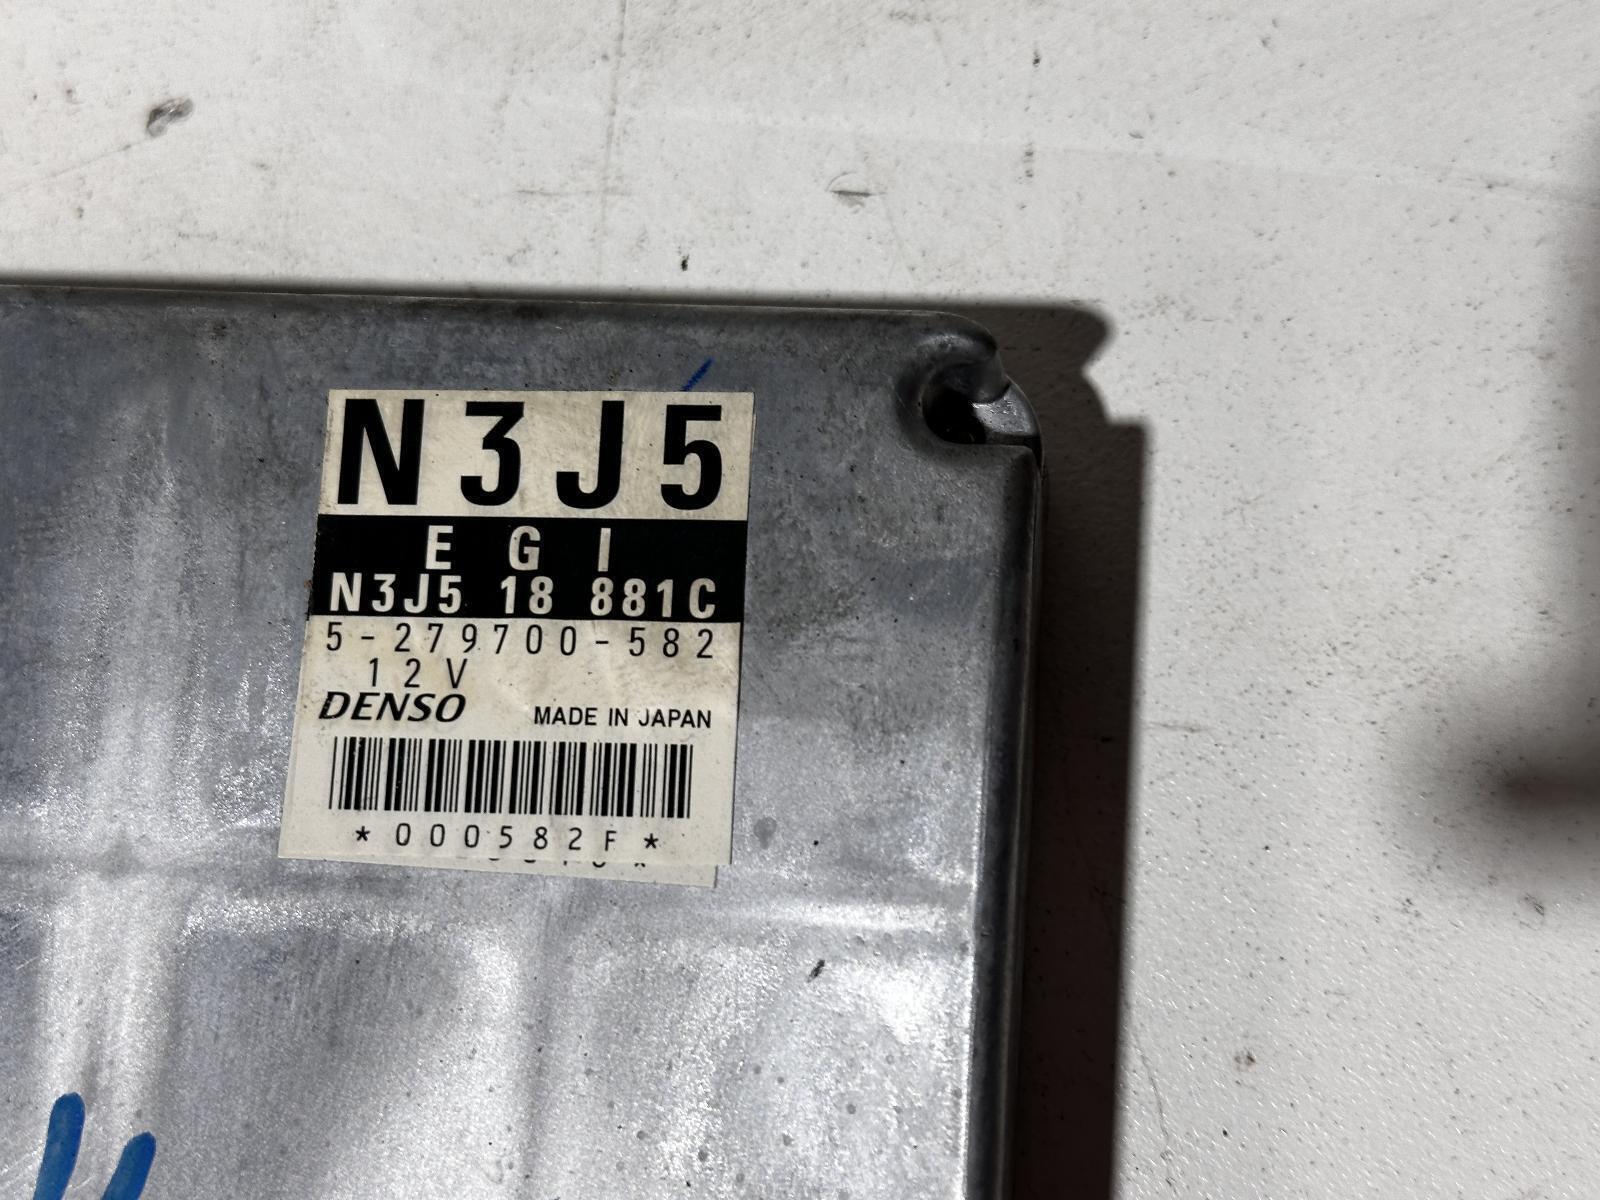 N3J5
EGI
N3J5 18 881C
5-279700-582
12V
DENSO MADE IN JAPAN
*000582F*